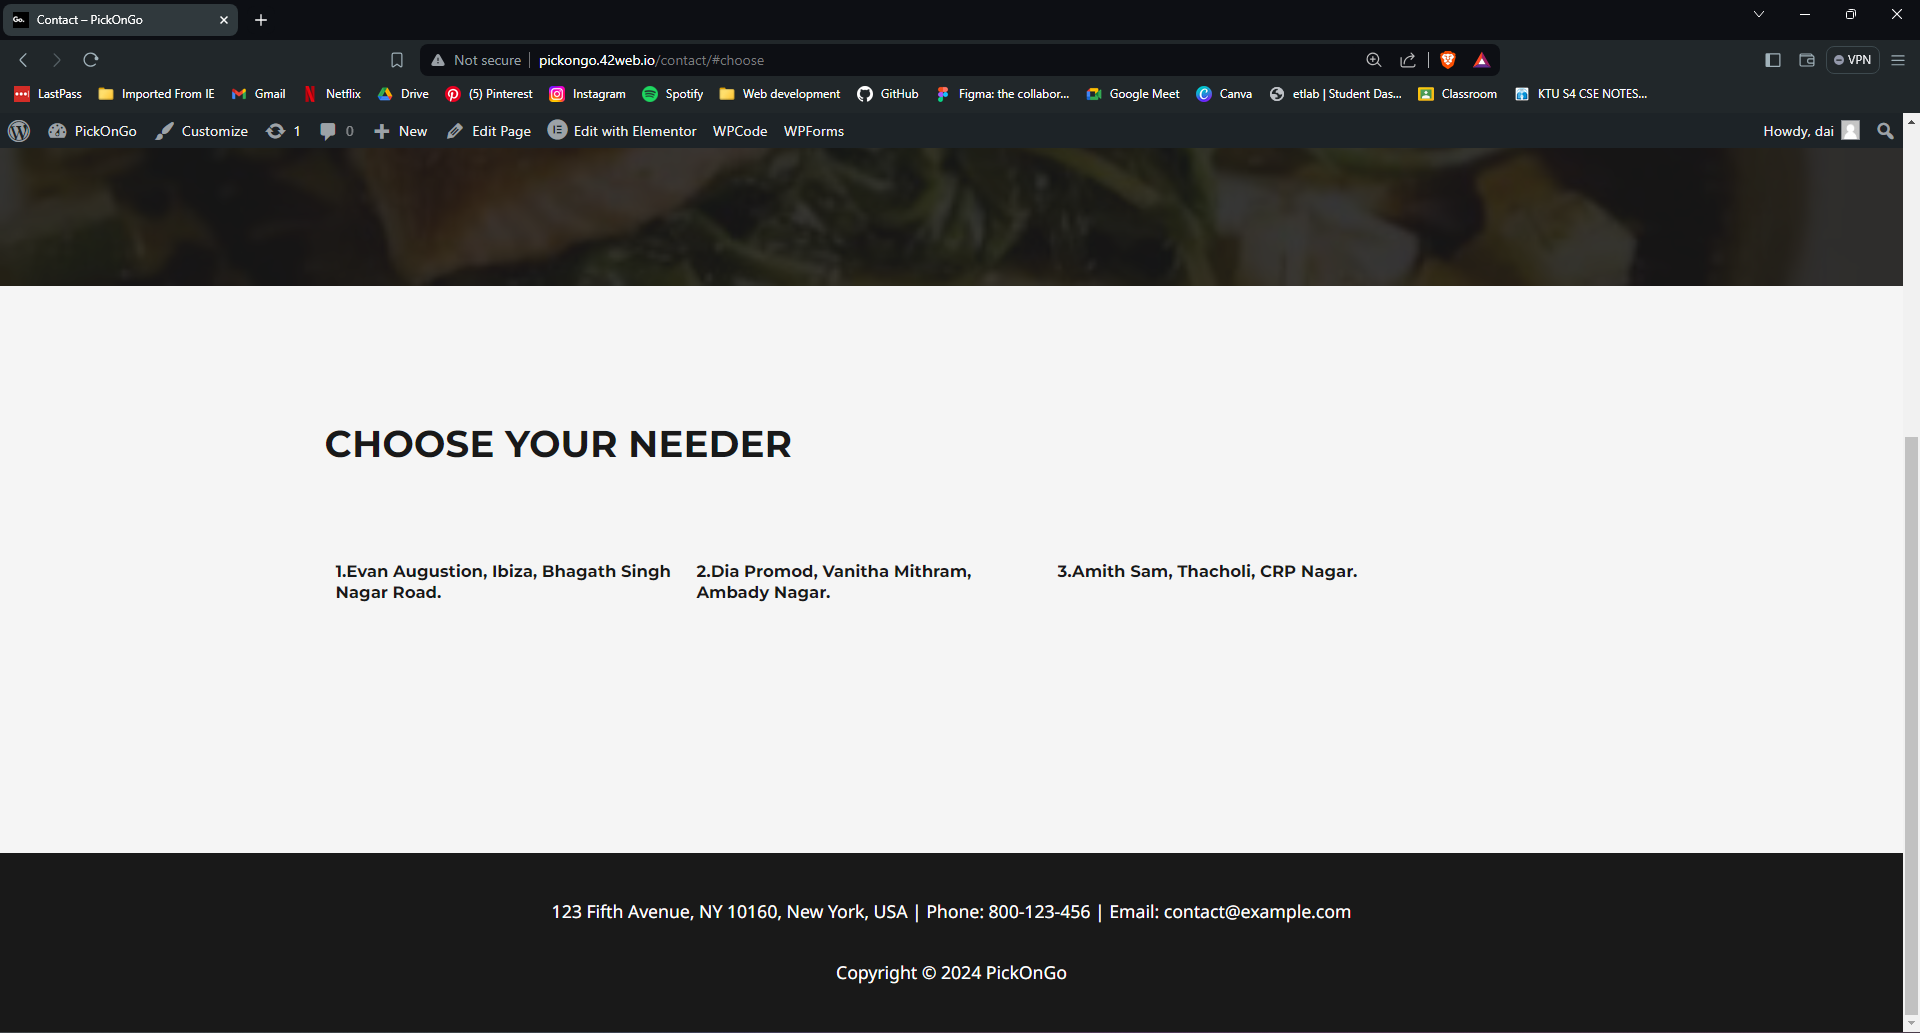 Go. Contact – PickOnGo
Not secure pickongo.42web.io/contact/#choose VPN
LastPass Imported From IE Gmail Netflix Drive (5) Pinterest Instagram Spotify Web development GitHub Figma: the collabor... Google Meet Canva etlab | Student Das... Classroom KTU S4 CSE NOTES...
PickOnGo Customize 1 0 New Edit Page Edit with Elementor WPCode WPForms Howdy, dai
CHOOSE YOUR NEEDER
1.Evan Augustion, Ibiza, Bhagath Singh
Nagar Road.
2.Dia Promod, Vanitha Mithram,
Ambady Nagar.
3.Amith Sam, Thacholi, CRP Nagar.
123 Fifth Avenue, NY 10160, New York, USA | Phone: 800-123-456 | Email: contact@example.com
Copyright © 2024 PickOnGo